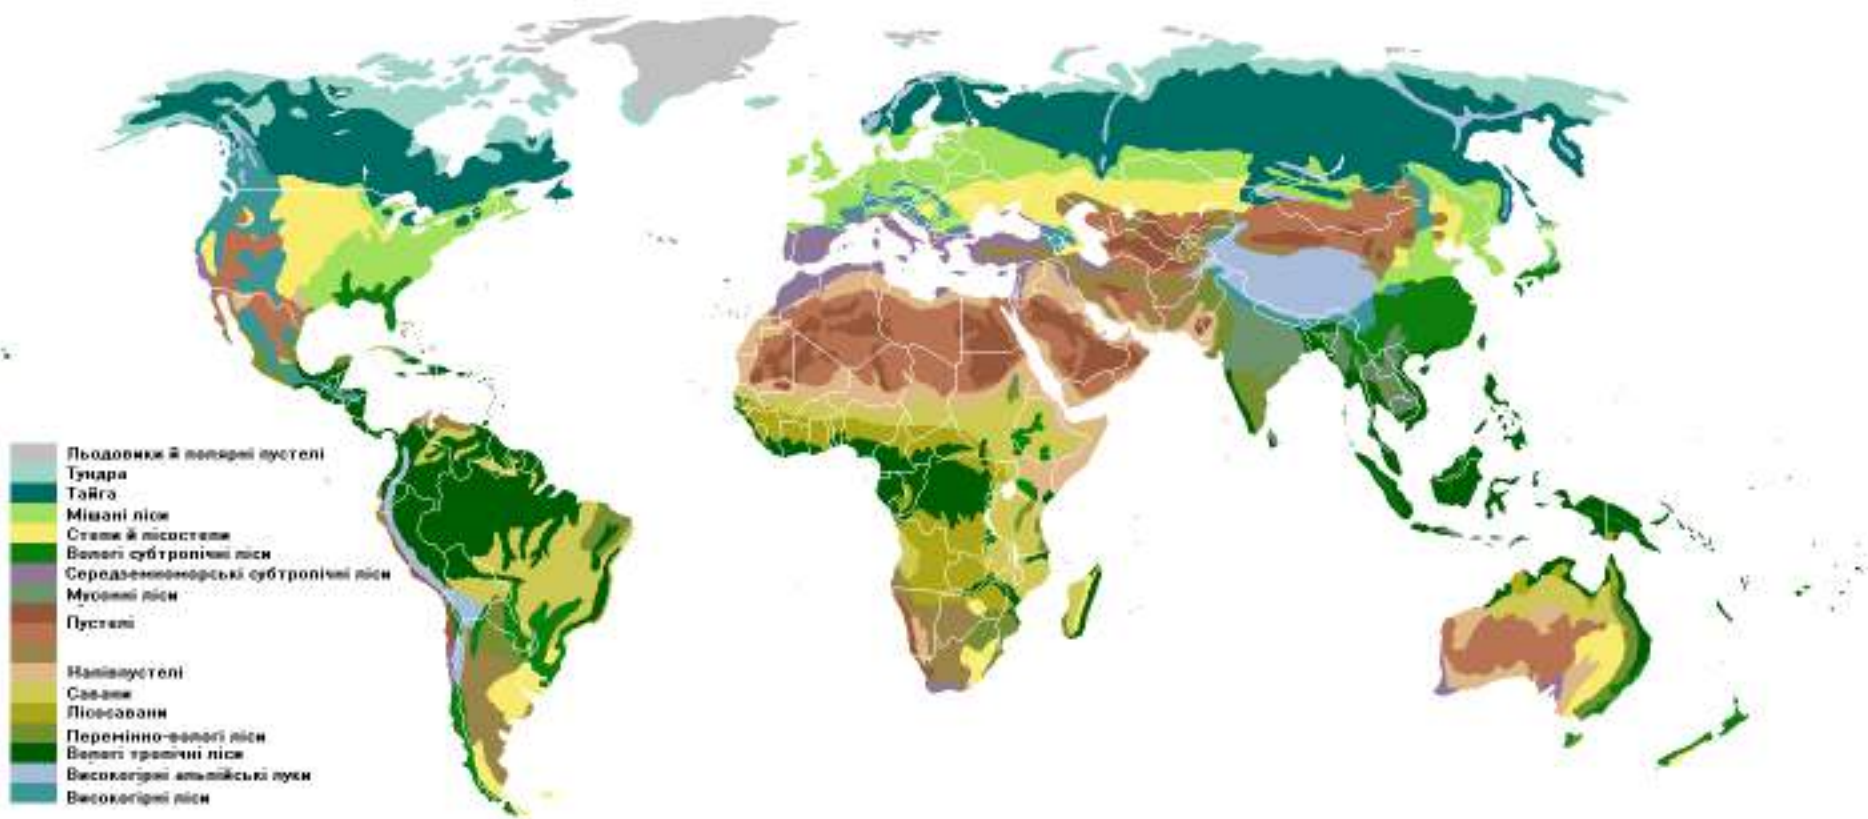 Льодовики й полярні пустелі
Тундра
Тайга
Мішані ліси
Степи й лісостепи
Вологі субтропічні ліси
Середземноморські субтропічні ліси
Мусонні ліси
Пустелі
Напівпустелі
Савани
Лісосавани
Перемінно-вологі ліси
Вологі тропічні ліси
Високогірні альпійські луки
Високогірні ліси